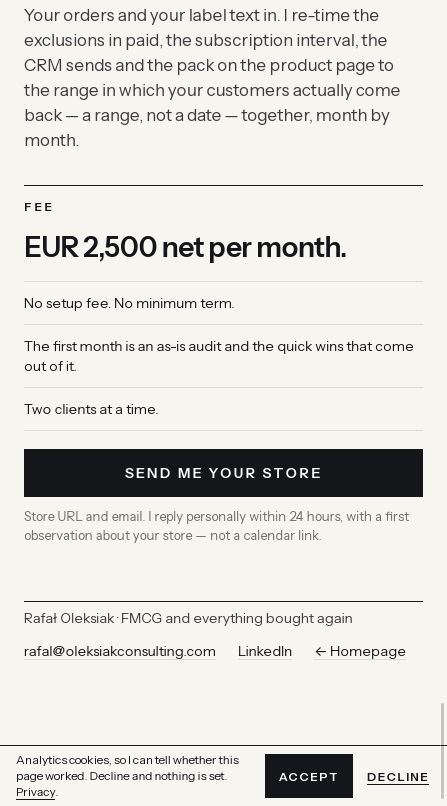 Your orders and your label text in. I re-time the
exclusions in paid, the subscription interval, the
CRM sends and the pack on the product page to
the range in which your customers actually come
back — a range, not a date — together, month by
month.
FEE
EUR 2,500 net per month.
No setup fee. No minimum term.
The first month is an as-is audit and the quick wins that come
out of it.
Two clients at a time.
SEND ME YOUR STORE
Store URL and email. I reply personally within 24 hours, with a first
observation about your store — not a calendar link.
Rafał Oleksiak · FMCG and everything bought again
rafal@oleksiakconsulting.com LinkedIn ← Homepage
Analytics cookies, so I can tell whether this
page worked. Decline and nothing is set.
Privacy.
ACCEPT DECLINE